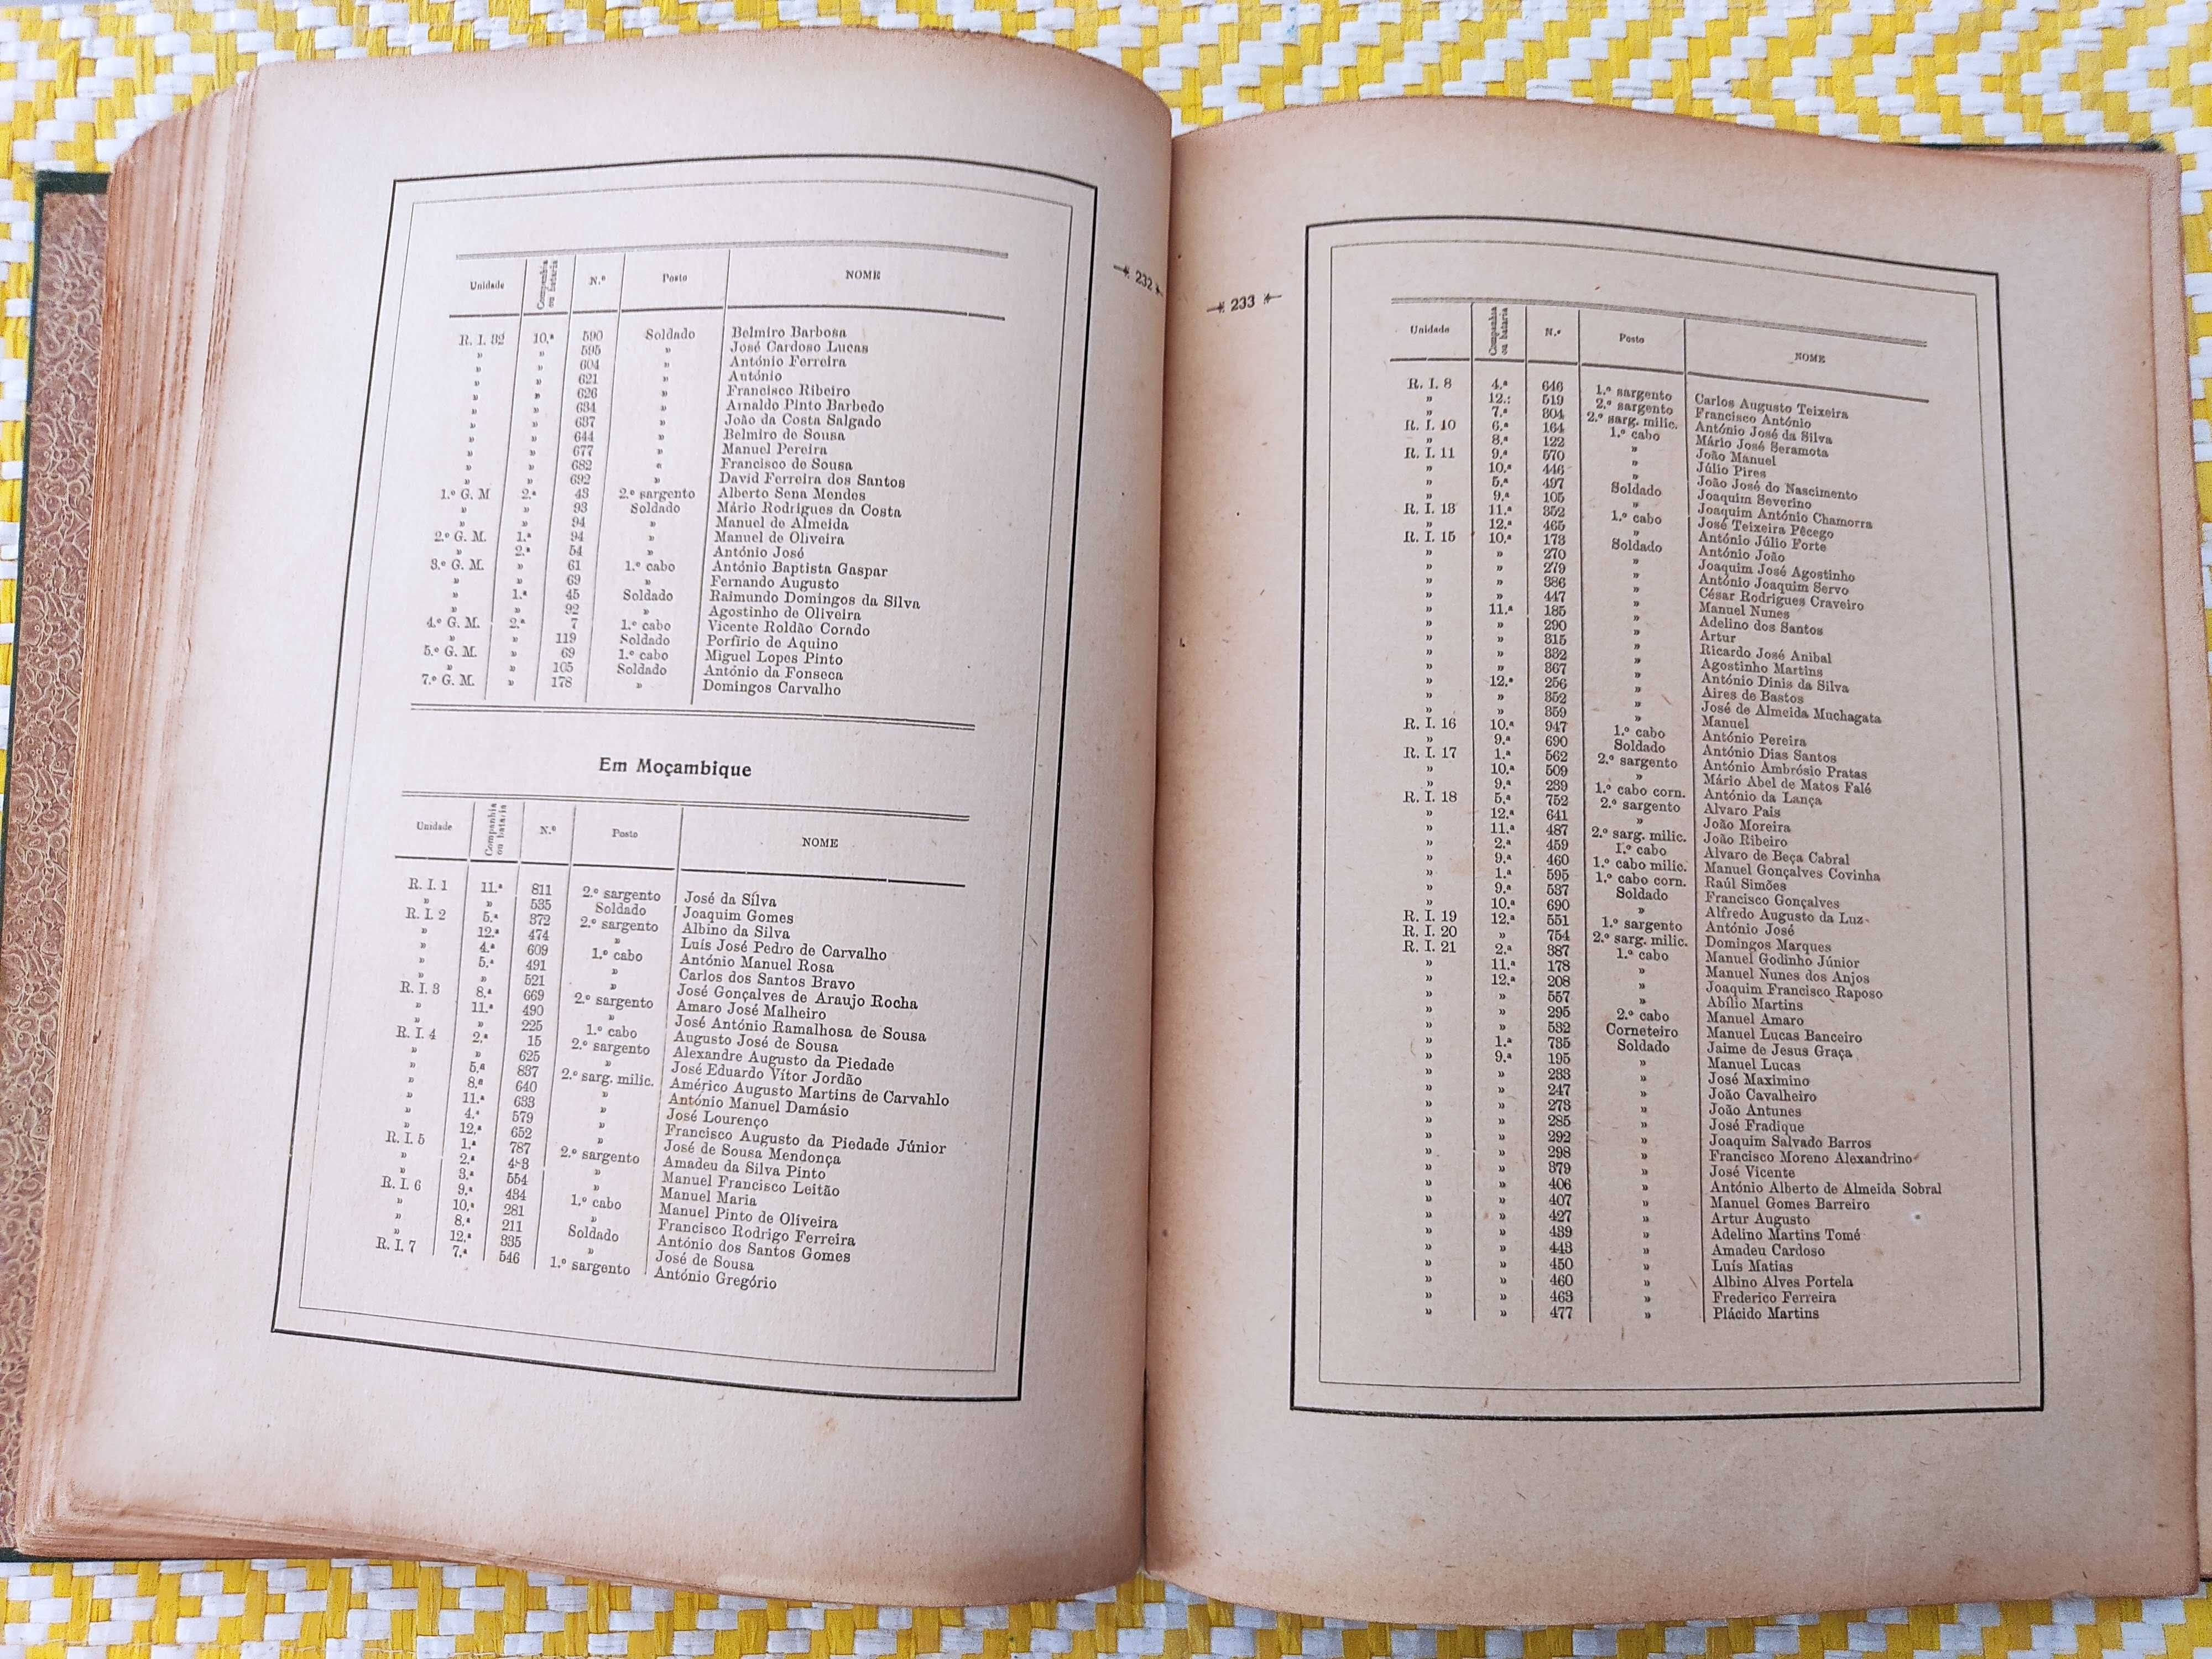 232
Unidade Companhia ou bataria N.º Posto NOME
R. I. 32 10.ª 590 Soldado Belmiro Barbosa
» » 595 » José Cardoso Lucas
» » 604 » António Ferreira
» » 621 » António
» » 626 » Francisco Ribeiro
» » 634 » Arnaldo Pinto Barbedo
» » 637 » João da Costa Salgado
» » 644 » Belmiro de Sousa
» » 677 » Manuel Pereira
» » 682 « Francisco de Sousa
» » 692 » David Ferreira dos Santos
1.º G. M 2.ª 43 2.º sargento Alberto Sena Mendes
» » 93 Soldado Mário Rodrigues da Costa
» » 94 » Manuel de Almeida
2.º G. M. 1.ª 94 » Manuel de Oliveira
» 2.ª 54 » António José
3.º G. M. » 61 1.º cabo António Baptista Gaspar
» » 69 » Fernando Augusto
» 1.ª 45 Soldado Raimundo Domingos da Silva
» » 92 » Agostinho de Oliveira
4.º G. M. 2.ª 7 1.º cabo Vicente Roldão Corado
» » 119 Soldado Porfírio de Aquino
5.º G. M. » 69 1.º cabo Miguel Lopes Pinto
» » 105 Soldado António da Fonseca
7.º G. M. » 178 » Domingos Carvalho
Em Moçambique
Unidade Companhia ou bataria N.º Posto NOME
R. I. 1 11.ª 811 2.º sargento José da Silva
» » 535 Soldado Joaquim Gomes
R. I. 2 5.ª 372 2.º sargento Albino da Silva
» 12.ª 474 » Luís José Pedro de Carvalho
» 4.ª 609 1.º cabo António Manuel Rosa
» 5.ª 491 » Carlos dos Santos Bravo
» » 521 » José Gonçalves de Araujo Rocha
R. I. 3 8.ª 669 2.º sargento Amaro José Malheiro
» 11.ª 490 » José António Ramalhosa de Sousa
» » 225 1.º cabo Augusto José de Sousa
R. I. 4 2.ª 15 2.º sargento Alexandre Augusto da Piedade
» » 625 » José Eduardo Vítor Jordão
» 5.ª 837 2.º sarg. milic. Américo Augusto Martins de Carvahlo
» 8.ª 640 » António Manuel Damásio
» 11.ª 633 » José Lourenço
» 4.ª 579 » Francisco Augusto da Piedade Júnior
» 12.ª 652 » José de Sousa Mendonça
R. I. 5 1.ª 787 2.º sargento Amadeu da Silva Pinto
» 2.ª » Manuel Francisco Leitão
» 3.ª 554 » Manuel Maria
R. I. 6 9.ª 434 1.º cabo Manuel Pinto de Oliveira
» 10.ª 281 » Francisco Rodrigo Ferreira
» 8.ª 211 Soldado António dos Santos Gomes
» 12.ª 335 » José de Sousa
R. I. 7 7.ª 546 1.º sargento António Gregório
233
Unidade Companhia ou bataria N.º Posto NOME
R. I. 8 4.ª 646 1.º sargento Carlos Augusto Teixeira
» 12.: 519 2.º sargento Francisco António
» 7.ª 804 2.º sarg. milic. António José da Silva
R. I. 10 6.ª 164 1.º cabo Mário José Seramota
» 8.ª 122 » João Manuel
R. I. 11 9.ª 570 » Júlio Pires
» 10.ª 446 » João José do Nascimento
» 5.ª 497 Soldado Joaquim Severino
» 9.ª 105 » Joaquim António Chamorra
R. I. 13 11.ª 352 1.º cabo José Teixeira Pêcego
» 12.ª 465 » António Júlio Forte
R. I. 15 10.ª 173 Soldado António João
» » 270 » Joaquim José Agostinho
» » 279 » António Joaquim Servo
» » 386 » César Rodrigues Craveiro
» » 447 » Manuel Nunes
» 11.ª 185 » Adelino dos Santos
» » 290 » Artur
» » 315 » Ricardo José Anibal
» » 332 » Agostinho Martins
» » 367 » António Dinis da Silva
» 12.ª 256 » Aires de Bastos
» » 352 » José de Almeida Muchagata
» » 359 » Manuel
R. I. 16 10.ª 947 1.º cabo António Pereira
» 9.ª 690 Soldado António Dias Santos
R. I. 17 1.ª 562 2.º sargento António Ambrósio Pratas
» 10.ª 509 » Mário Abel de Matos Falé
» 9.ª 239 1.º cabo corn. António da Lança
R. I. 18 5.ª 752 2.º sargento Alvaro Pais
» 12.ª 641 » João Moreira
» 11.ª 487 2.º sarg. milic. João Ribeiro
» 2.ª 459 1.º cabo Alvaro de Beça Cabral
» 9.ª 460 1.º cabo milic. Manuel Gonçalves Covinha
» 1.ª 595 1.º cabo corn. Raúl Simões
» 9.ª 537 Soldado Francisco Gonçalves
» 10.ª 690 » Alfredo Augusto da Luz
R. I. 19 12.ª 551 1.º sargento António José
R. I. 20 » 754 2.º sarg. milic. Domingos Marques
R. I. 21 2.ª 387 1.º cabo Manuel Godinho Júnior
» 11.ª 178 » Manuel Nunes dos Anjos
» 12.ª 208 » Joaquim Francisco Raposo
» » 557 » Abílio Martins
» » 295 2.º cabo Manuel Amaro
» » 532 Corneteiro Manuel Lucas Banceiro
» 1.ª 735 Soldado Jaime de Jesus Graça
» 9.ª 195 » Manuel Lucas
» » 233 » José Maximino
» » 247 » João Cavalheiro
» » 273 » João Antunes
» » 285 » José Fradique
» » 292 » Joaquim Salvado Barros
» » 298 » Francisco Moreno Alexandrino
» » 379 » José Vicente
» » 406 » António Alberto de Almeida Sobral
» » 407 » Manuel Gomes Barreiro
» » 427 » Artur Augusto
» » 439 » Adelino Martins Tomé
» » 443 » Amadeu Cardoso
» » 450 » Luís Matias
» » 460 » Albino Alves Portela
» » 463 » Frederico Ferreira
» » 477 » Plácido Martins